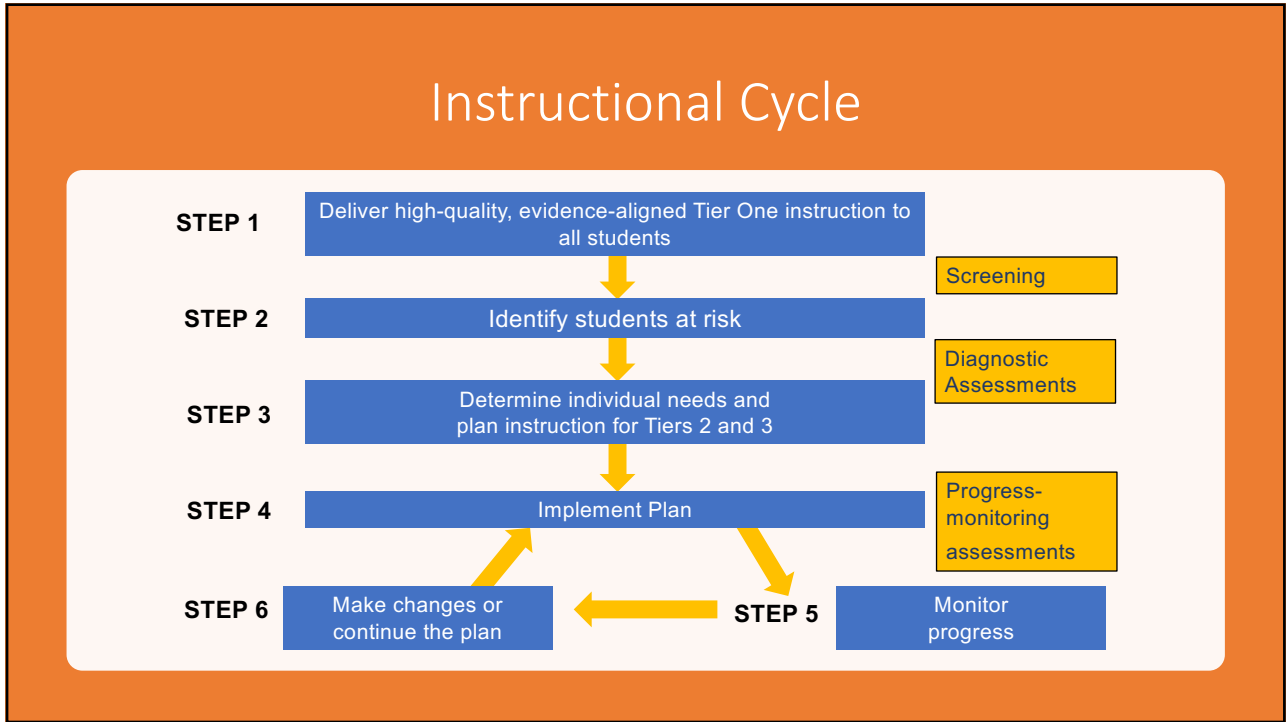 Instructional Cycle
STEP 1
Deliver high-quality, evidence-aligned Tier One instruction to
all students
Screening
STEP 2
Identify students at risk
Diagnostic
Assessments
STEP 3
Determine individual needs and
plan instruction for Tiers 2 and 3
STEP 4
Implement Plan
Progress-
monitoring
assessments
STEP 6
Make changes or
continue the plan
STEP 5
Monitor
progress